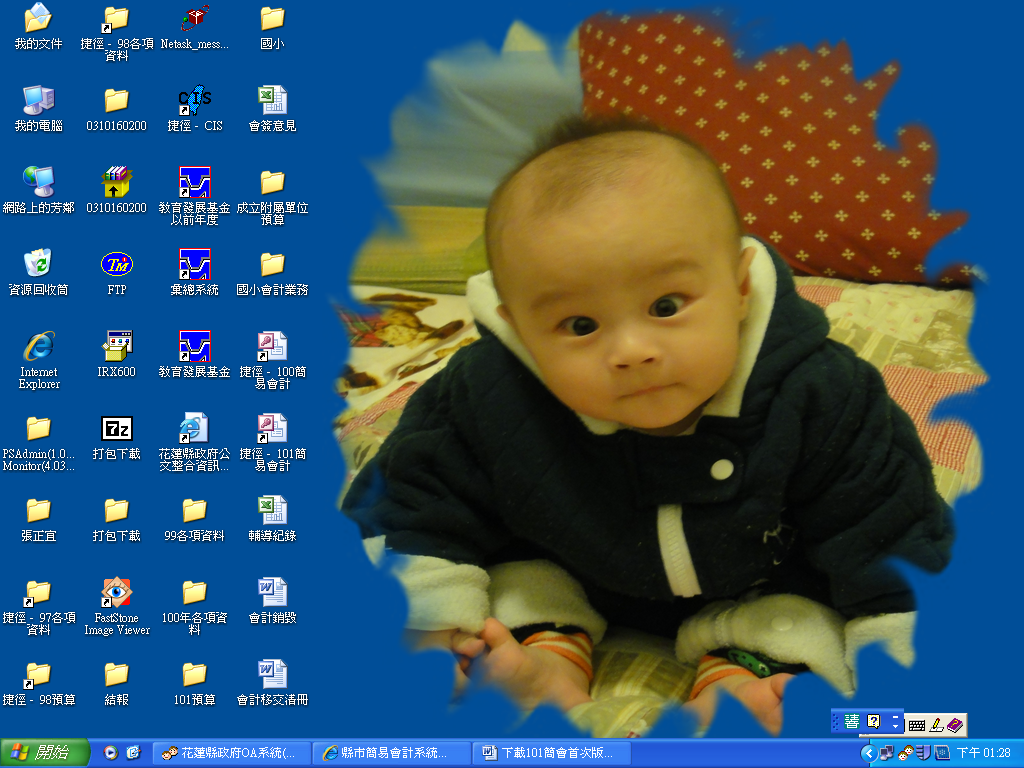 我的文件
捷徑 - 98各項資料
Netask_mess...
國小
我的電腦
0310160200
捷徑 - CIS
會簽意見
網路上的芳鄰
0310160200
教育發展基金以前年度
成立附屬單位預算
資源回收筒
FTP
彙總系統
國小會計業務
Internet Explorer
IRX600
教育發展基金
捷徑 - 100簡易會計
PSAdmin(1.0...
Monitor(4.03...
打包下載
花蓮縣政府公
交整合資訊...
捷徑 - 101簡易會計
張正宜
打包下載
99各項資料
輔導紀錄
捷徑 - 97各項資料
FastStone
Image Viewer
100年各項資料
會計銷毀
捷徑 - 98預算
結報
101預算
會計移交清冊
開始
花蓮縣政府OA系統(...
縣市簡易會計系統...
下載101簡會首次版...
下午 01:28